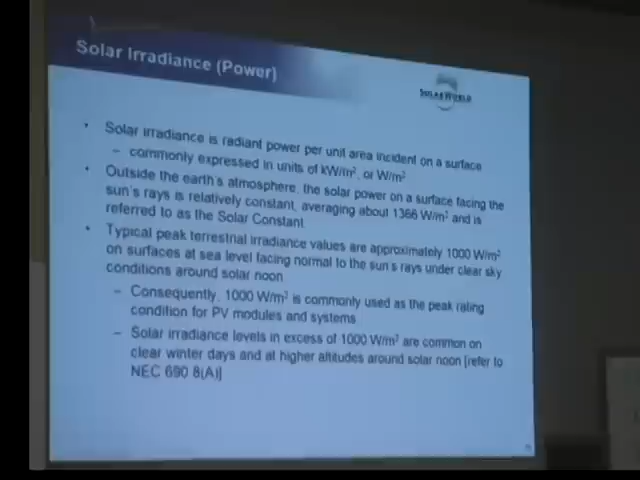 Solar Irradiance (Power)
SOLARWORLD
• Solar irradiance is radiant power per unit area incident on a surface
– commonly expressed in units of kW/m², or W/m²
• Outside the earth's atmosphere, the solar power on a surface facing the
sun's rays is relatively constant, averaging about 1366 W/m² and is
referred to as the Solar Constant
• Typical peak terrestrial irradiance values are approximately 1000 W/m²
on surfaces at sea level facing normal to the sun's rays under clear sky
conditions around solar noon
– Consequently, 1000 W/m² is commonly used as the peak rating
condition for PV modules and systems
– Solar irradiance levels in excess of 1000 W/m² are common on
clear winter days and at higher altitudes around solar noon [refer to
NEC 690 8(A)]